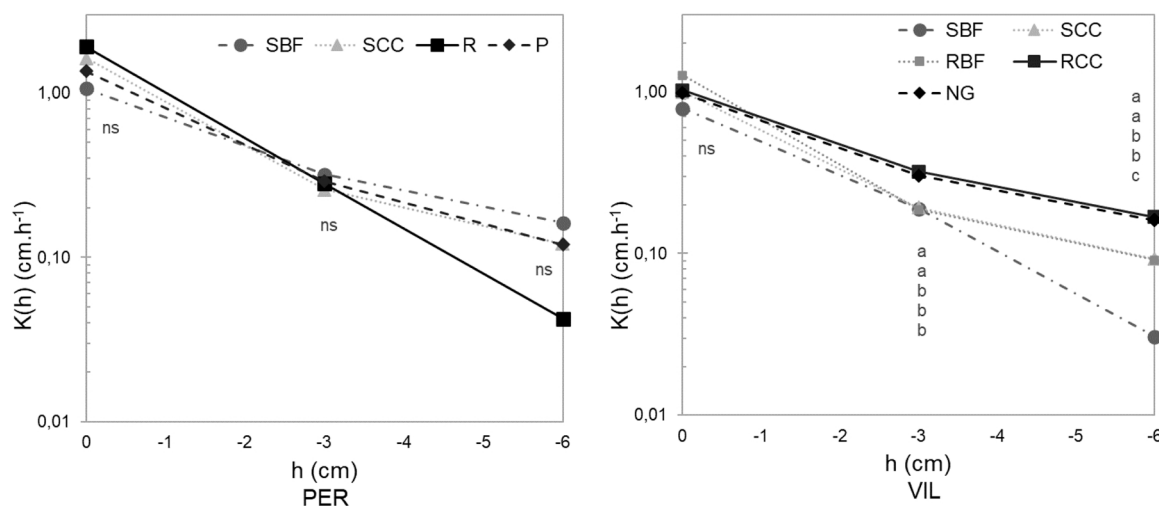 SBF SCC R P
1,00
0,10
0,01
K(h) (cm.h-1)
ns
ns
ns
0 -1 -2 -3 -4 -5 -6
h (cm)
PER
SBF SCC
RBF RCC
NG
1,00
0,10
0,01
K(h) (cm.h-1)
ns
a
a
b
b
b
a
a
b
b
c
0 -1 -2 -3 -4 -5 -6
h (cm)
VIL